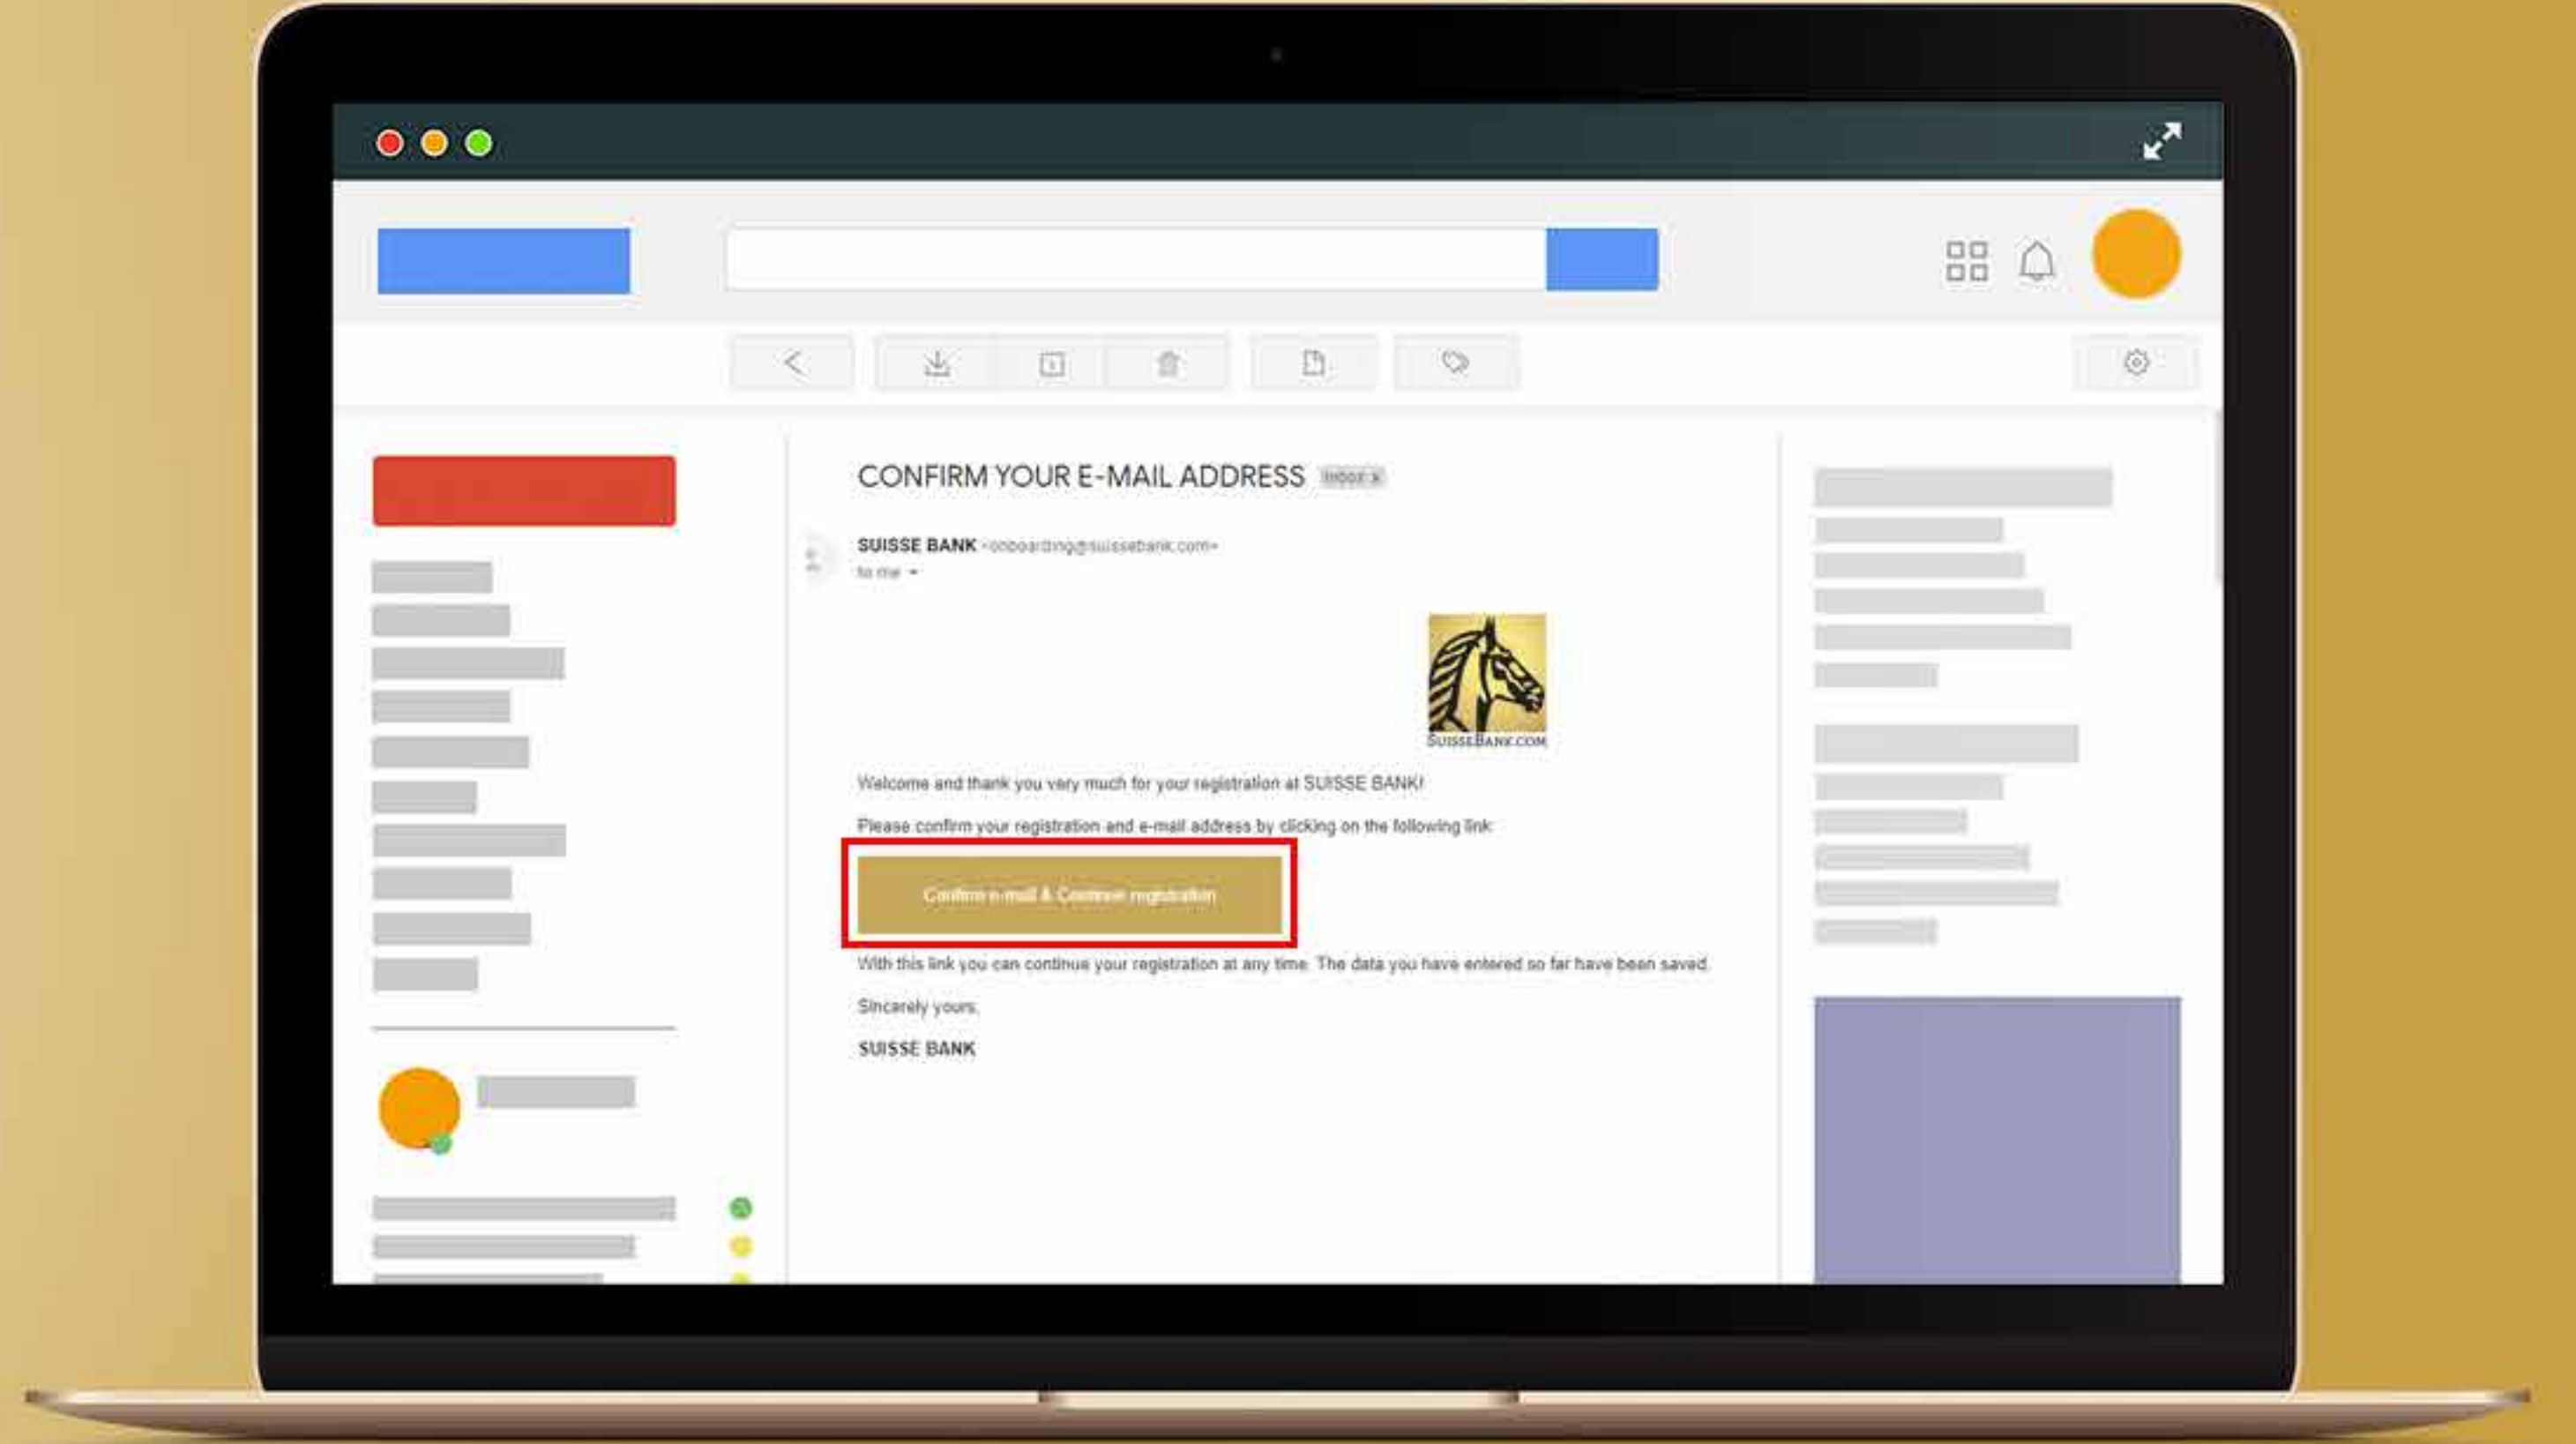 CONFIRM YOUR E-MAIL ADDRESS Inbox x
SUISSE BANK <onboarding@suissebank.com>
to me
SUISSEBANK.COM
Welcome and thank you very much for your registration at SUISSE BANK!
Please confirm your registration and e-mail address by clicking on the following link:
Confirm e-mail & Continue registration
With this link you can continue your registration at any time. The data you have entered so far have been saved.
Sincerely yours,
SUISSE BANK